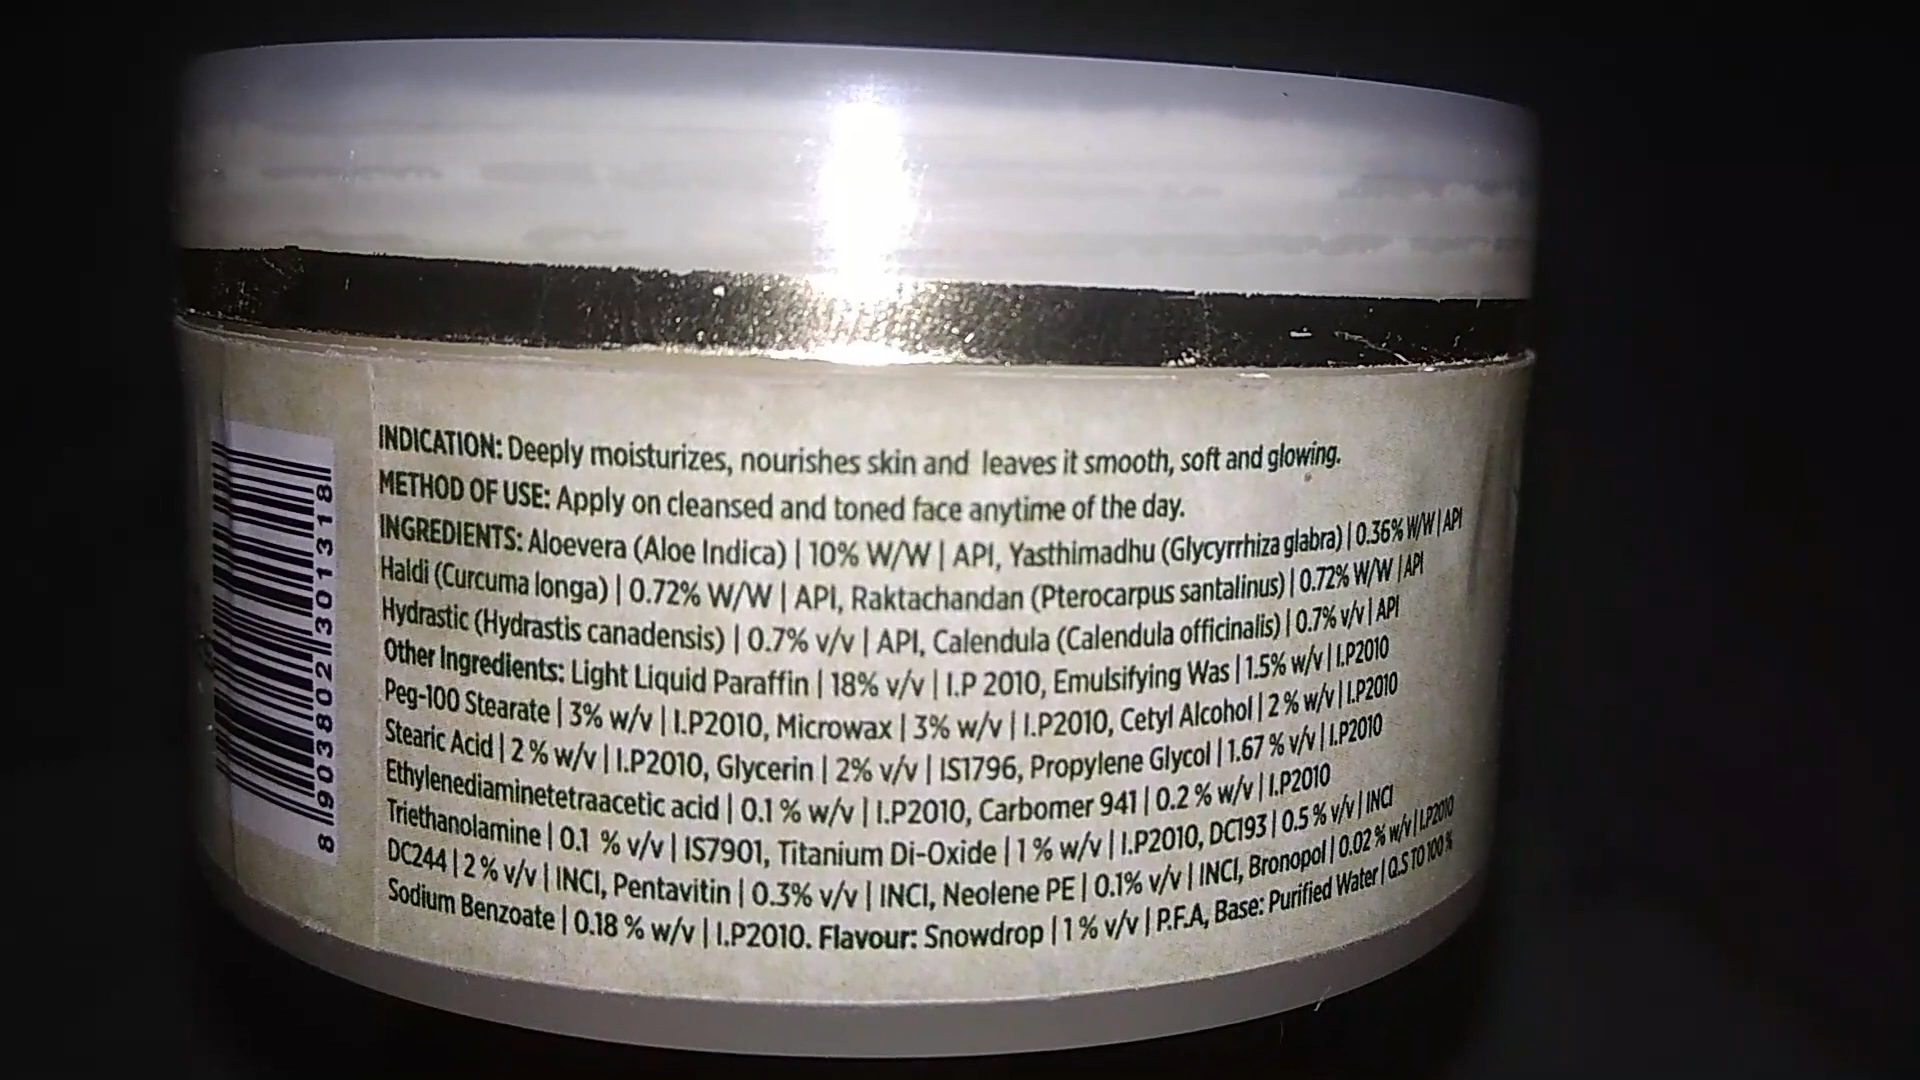 INDICATION: Deeply moisturizes, nourishes skin and leaves it smooth, soft and glowing.
METHOD OF USE: Apply on cleansed and toned face anytime of the day.
INGREDIENTS: Aloevera (Aloe Indica) | 10% W/W | API, Yasthimadhu (Glycyrrhiza glabra) | 0.36% W/W | API
Haldi (Curcuma longa) | 0.72% W/W | API, Raktachandan (Pterocarpus santalinus) | 0.72% W/W | API
Hydrastic (Hydrastis canadensis) | 0.7% v/v | API, Calendula (Calendula officinalis) | 0.7% v/v | API
Other Ingredients: Light Liquid Paraffin | 18% v/v | I.P 2010, Emulsifying Was | 1.5% w/v | I.P2010
Peg-100 Stearate | 3% w/v | I.P2010, Microwax | 3% w/v | I.P2010, Cetyl Alcohol | 2 % w/v | I.P2010
Stearic Acid | 2 % w/v | I.P2010, Glycerin | 2% v/v | IS1796, Propylene Glycol | 1.67 % v/v | I.P2010
Ethylenediaminetetraacetic acid | 0.1 % w/v | I.P2010, Carbomer 941 | 0.2 % w/v | I.P2010
Triethanolamine | 0.1 % v/v | IS7901, Titanium Di-Oxide | 1 % w/v | I.P2010, DC193 | 0.5 % v/v | INCI
DC244 | 2 % v/v | INCI, Pentavitin | 0.3% v/v | INCI, Neolene PE | 0.1% v/v | INCI, Bronopol | 0.02 % w/v | I.P2010
Sodium Benzoate | 0.18 % w/v | I.P2010. Flavour: Snowdrop | 1 % v/v | P.F.A, Base: Purified Water | Q.S TO 100 %
8 903802 301318